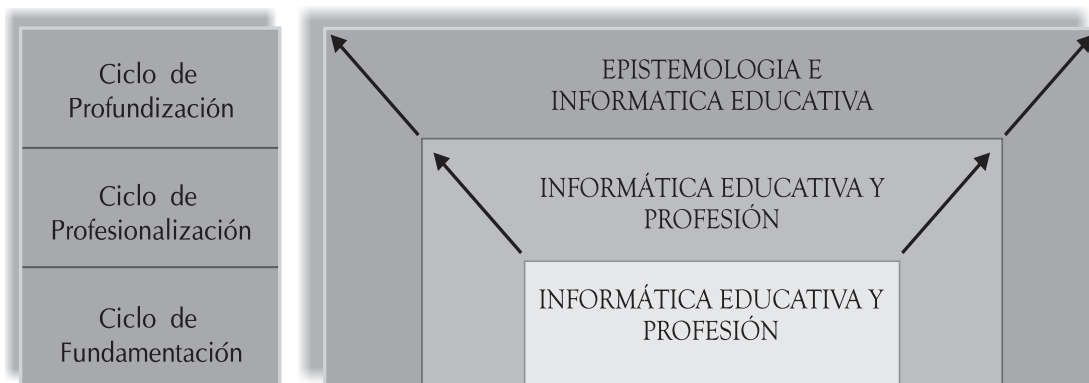 Ciclo de
Profundización
Ciclo de
Profesionalización
Ciclo de
Fundamentación
EPISTEMOLOGIA E
INFORMATICA EDUCATIVA
INFORMÁTICA EDUCATIVA Y
PROFESIÓN
INFORMÁTICA EDUCATIVA Y
PROFESIÓN